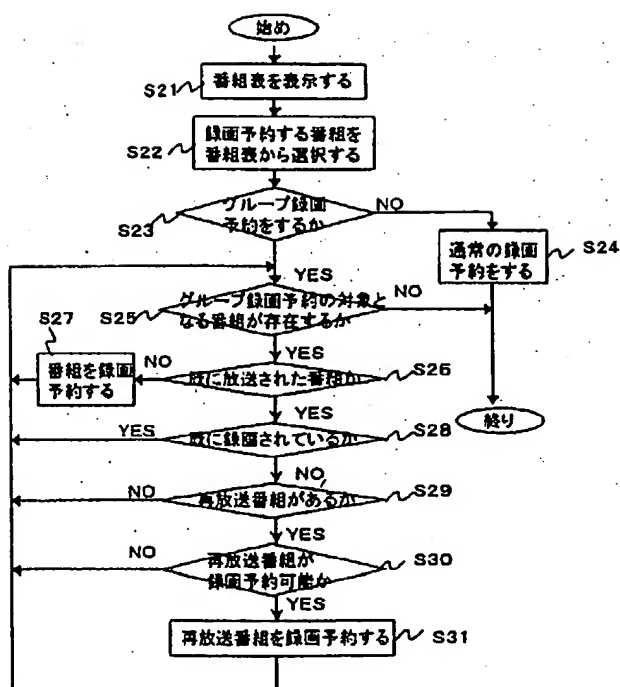 始め
S21
番組表を表示する
録画予約する番組を
番組表から選択する
S22
グループ録画
予約をするか
NO
S23
通常の録画
予約をする
S24
YES
グループ録画予約の対象と
なる番組が存在するか
NO
S25
S27
番組を録画
予約する
YES
NO
既に放送された番組か
S26
YES
終り
YES
既に録画されているか
S28
NO
NO
再放送番組があるか
S29
YES
NO
再放送番組が
録画予約可能か
S30
YES
再放送番組を録画予約する
S31